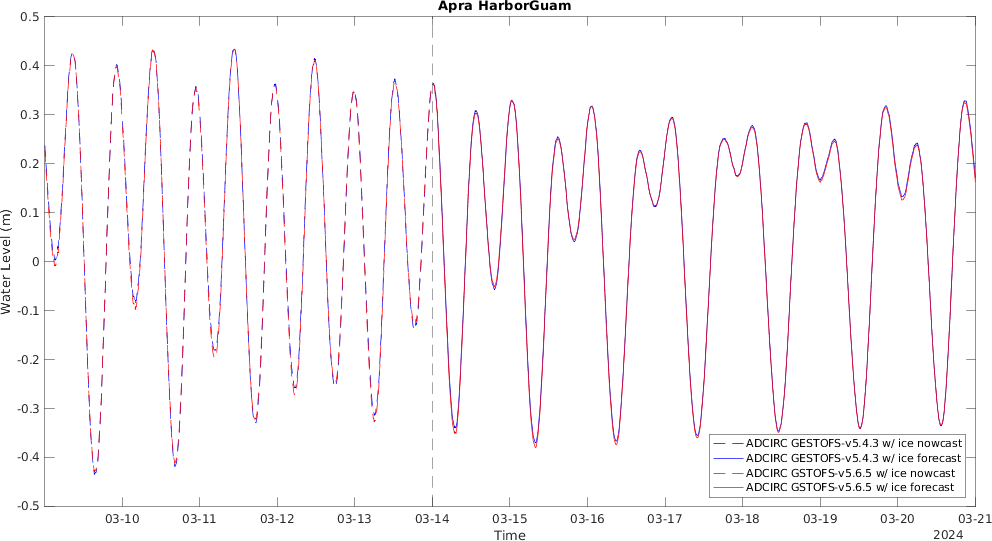 Apra HarborGuam
0.5
0.4
0.3
0.2
0.1
0
-0.1
-0.2
-0.3
-0.4
-0.5
Water Level (m)
ADCIRC GESTOFS-v5.4.3 w/ ice nowcast
ADCIRC GESTOFS-v5.4.3 w/ ice forecast
ADCIRC GSTOFS-v5.6.5 w/ ice nowcast
ADCIRC GSTOFS-v5.6.5 w/ ice forecast
03-10 03-11 03-12 03-13 03-14 03-15 03-16 03-17 03-18 03-19 03-20 03-21
Time
2024